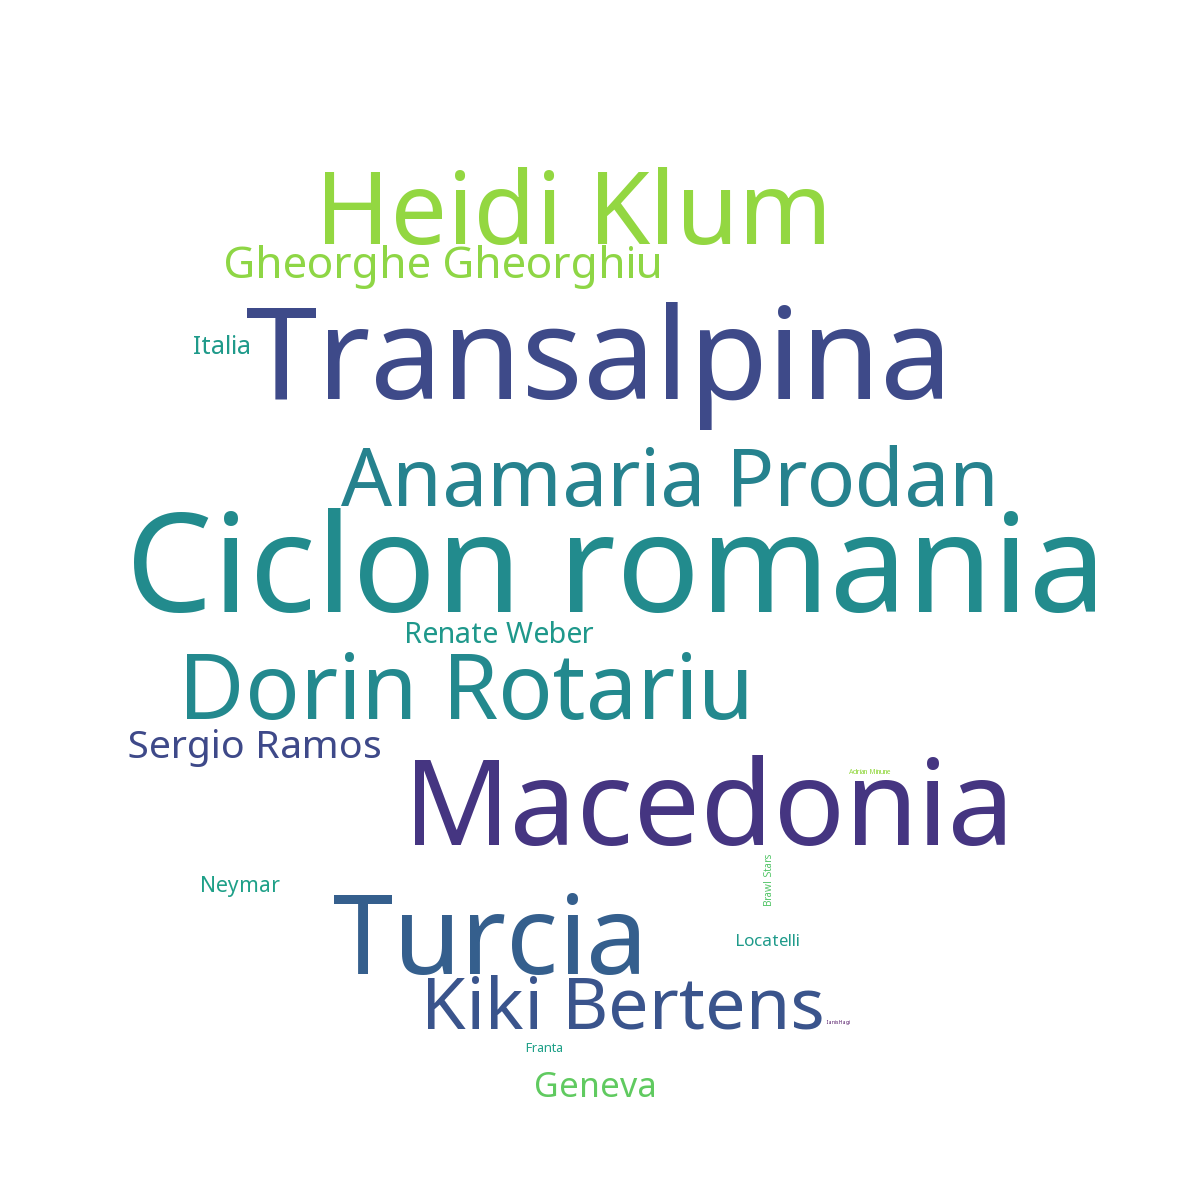 Heidi Klum
Gheorghe Gheorghiu
Transalpina
Italia
Anamaria Prodan
Ciclon romania
Renate Weber
Dorin Rotariu
Sergio Ramos
Macedonia
Adrian Minune
Brawl Stars
Neymar
Turcia
Locatelli
Kiki Bertens
Ianis Hagi
Franta
Geneva